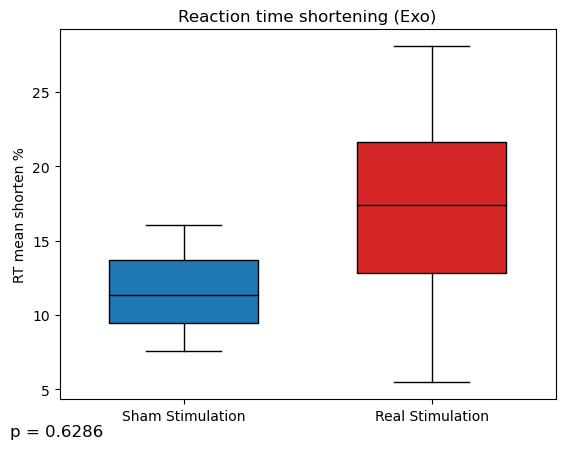 Reaction time shortening (Exo)
RT mean shorten %
25
20
15
10
5
Sham Stimulation
Real Stimulation
p = 0.6286